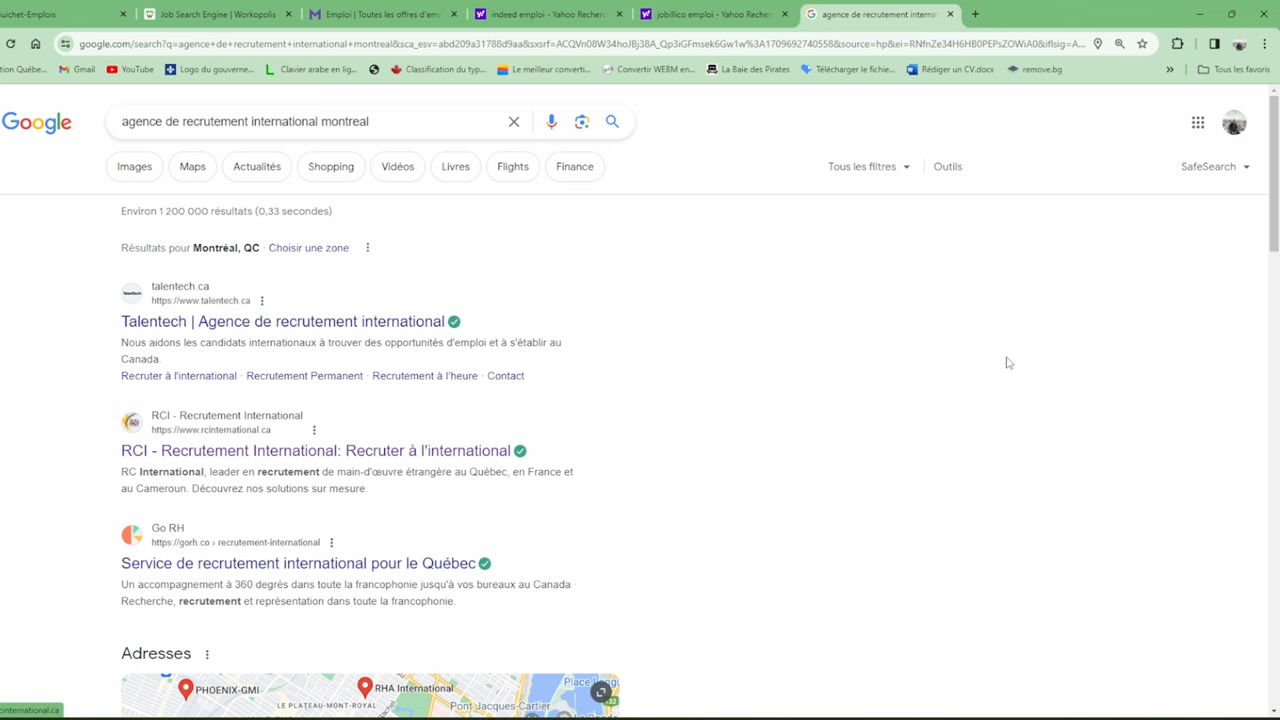 uichet-Emplois
Job Search Engine | Workopolis
Emploi | Toutes les offres d'emp
indeed emploi - Yahoo Recher
jobillico emploi - Yahoo Recher
agence de recrutement interna
google.com/search?q=agence+de+recrutement+international+montreal&sca_esv=abd209a31788d9aa&sxsrf=ACQVn08W34hoJBj38A_Qp3iGFmsek6Gw1w%3A1709692740558&source=hp&ei=RNfnZe34H6HB0PEPsZOWiA0&iflsig=A...
tion Québe...
Gmail
YouTube
Logo du gouverne...
Clavier arabe en lig...
Classification du typ...
Le meilleur converti...
Convertir WEBM en...
La Baie des Pirates
Télécharger le fichie...
Rédiger un CV.docx
remove.bg
Tous les favoris
Google
agence de recrutement international montreal
Images
Maps
Actualités
Shopping
Vidéos
Livres
Flights
Finance
Tous les filtres
Outils
SafeSearch
Environ 1 200 000 résultats (0,33 secondes)
Résultats pour Montréal, QC · Choisir une zone
talentech.ca
https://www.talentech.ca
Talentech | Agence de recrutement international
Nous aidons les candidats internationaux à trouver des opportunités d'emploi et à s'établir au
Canada.
Recruter à l'international · Recrutement Permanent · Recrutement à l'heure · Contact
RCI - Recrutement International
https://www.rcinternational.ca
RCI - Recrutement International: Recruter à l'international
RC International, leader en recrutement de main-d'œuvre étrangère au Québec, en France et
au Cameroun. Découvrez nos solutions sur mesure.
Go RH
https://gorh.co › recrutement-international
Service de recrutement international pour le Québec
Un accompagnement à 360 degrés dans toute la francophonie jusqu'à vos bureaux au Canada ·
Recherche, recrutement et représentation dans toute la francophonie.
Adresses
PHOENIX-GMI
RHA International
LE PLATEAU-MONT-ROYAL
Pont Jacques-Cartier
cinternational.ca